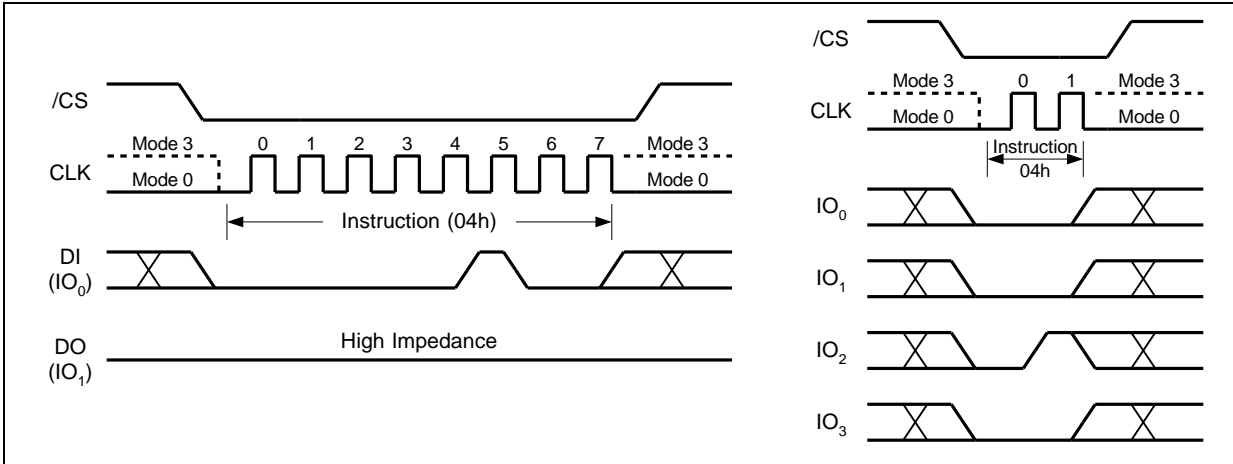 /CS
Mode 3 0 1 2 3 4 5 6 7 Mode 3
CLK
Mode 0 Mode 0
Instruction (04h)
DI
(IO0)
High Impedance
DO
(IO1)
/CS
Mode 3 0 1 Mode 3
CLK
Mode 0 Mode 0
Instruction
04h
IO0
IO1
IO2
IO3